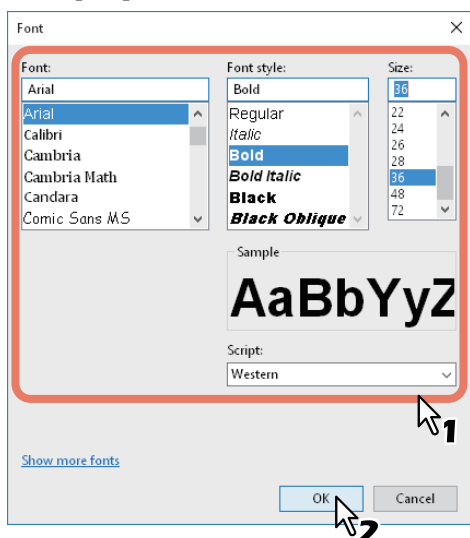 Font
Font: Font style: Size:
Arial Bold 36
Arial Regular 22
Calibri Italic 24
Cambria Bold 26
Cambria Math Bold Italic 28
Candara Black 36
Comic Sans MS Black Oblique 48
72
Sample
AaBbYyZ
Script:
Western
1
Show more fonts
OK Cancel
2